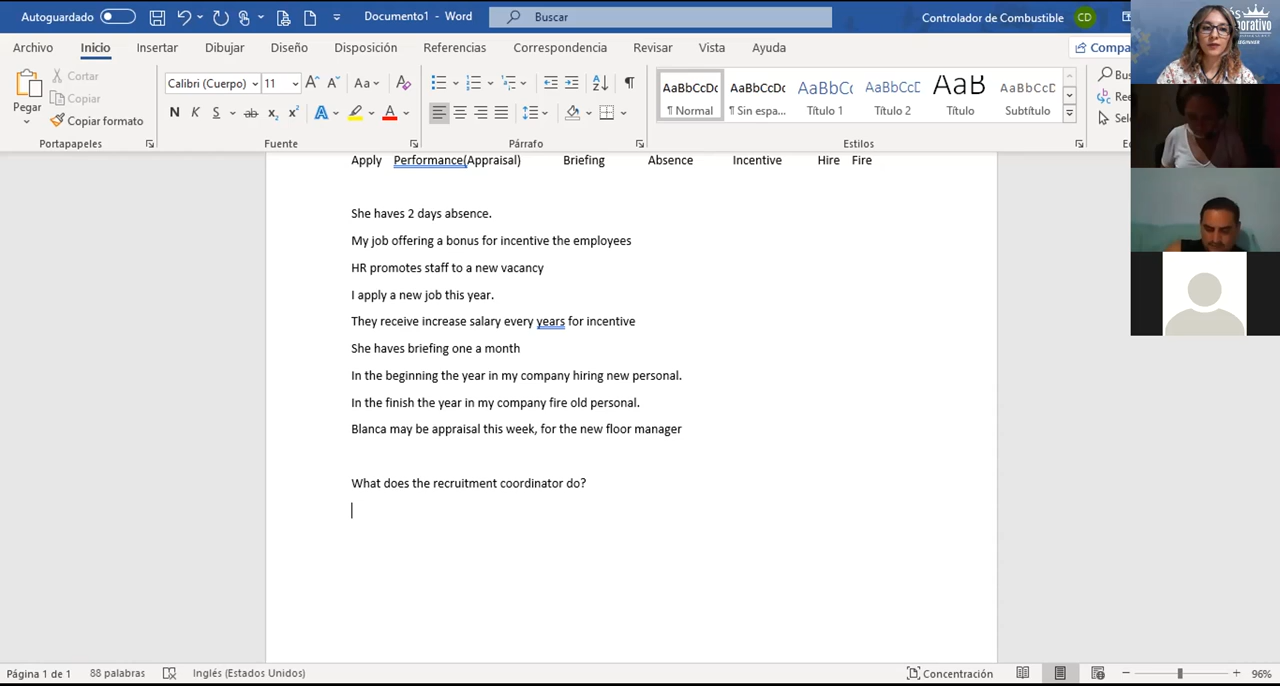 Autoguardado
Documento1 - Word
Buscar
Controlador de Combustible
CD
Archivo Inicio Insertar Dibujar Diseño Disposición Referencias Correspondencia Revisar Vista Ayuda
Pegar
Cortar
Copiar
Copiar formato
Portapapeles
Calibri (Cuerpo) 11
Aa
N K S ab x₂ x²
A A
Fuente
Párrafo
AaBbCcDc
¶ Normal
AaBbCcDc
¶ Sin espa...
AaBbCc
Título 1
AaBbCcD
Título 2
AaB
Título
AaBbCcD
Subtítulo
Estilos
Apply Performance(Appraisal) Briefing Absence Incentive Hire Fire
She haves 2 days absence.
My job offering a bonus for incentive the employees
HR promotes staff to a new vacancy
I apply a new job this year.
They receive increase salary every years for incentive
She haves briefing one a month
In the beginning the year in my company hiring new personal.
In the finish the year in my company fire old personal.
Blanca may be appraisal this week, for the new floor manager
What does the recruitment coordinator do?
Página 1 de 1
88 palabras
Inglés (Estados Unidos)
Concentración
96%